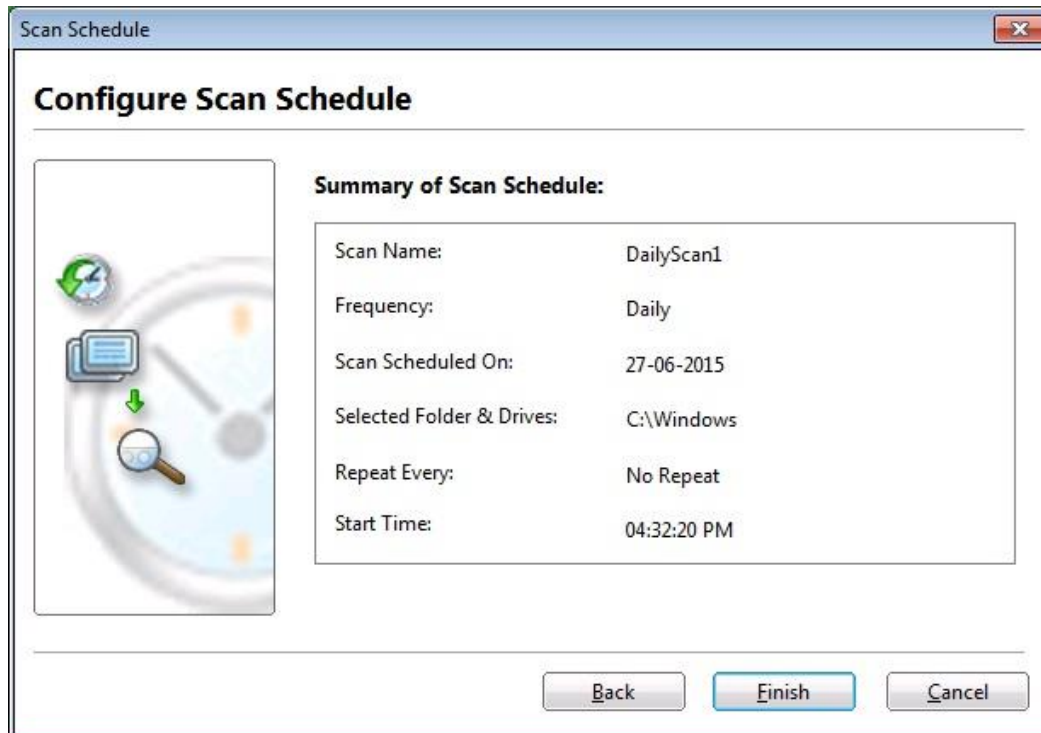 Scan Schedule
Configure Scan Schedule
Summary of Scan Schedule:
Scan Name: DailyScan1
Frequency: Daily
Scan Scheduled On: 27-06-2015
Selected Folder & Drives: C:\Windows
Repeat Every: No Repeat
Start Time: 04:32:20 PM
Back Finish Cancel